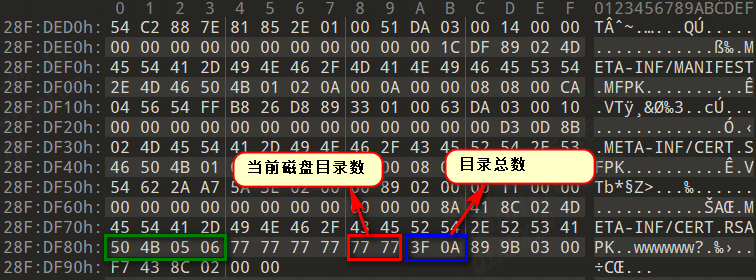 0 1 2 3 4 5 6 7 8 9 A B C D E F 0123456789ABCDEF
28F:DED0h: 54 C2 88 7E 81 85 2E 01 00 51 DA 03 00 14 00 00 TÂˆ~.….. .QÚ.....
28F:DEE0h: 00 00 00 00 00 00 00 00 00 00 00 1C DF 89 02 4D ............ß‰.M
28F:DEF0h: 45 54 41 2D 49 4E 46 2F 4D 41 4E 49 46 45 53 54 ETA-INF/MANIFEST
28F:DF00h: 2E 4D 46 50 4B 01 02 0A 00 0A 00 00 08 08 00 CA .MFPK..........Ê
28F:DF10h: 04 56 54 FF B8 26 D8 89 33 01 00 63 DA 03 00 10 .VTÿ¸&Ø‰3..cÚ...
28F:DF20h: 00 00 00 00 00 00 00 00 00 00 00 00 00 D3 0D 8B .............Ó.‹
28F:DF30h: 02 4D 45 54 41 2D 49 4E 46 2F 43 45 52 54 2E 53 .META-INF/CERT.S
28F:DF40h: 46 50 4B 01 00 08 FPK..........Ê.V
当前磁盘目录数
目录总数
28F:DF50h: 54 62 2A A7 00 89 02 00 00 00 Tb*§Z>...‰......
28F:DF60h: 00 00 00 00 00 00 00 00 8A 41 8C 02 4D ...........ŠAŒ.M
28F:DF70h: 45 54 41 2D 49 4E 46 2F 43 45 52 54 2E 52 53 41 ETA-INF/CERT.RSA
28F:DF80h: 50 4B 05 06 77 77 77 77 77 77 3F 0A 89 9B 03 00 PK..wwwwww?.‰›..
28F:DF90h: F7 43 8C 02 00 00 ÷CŒ...